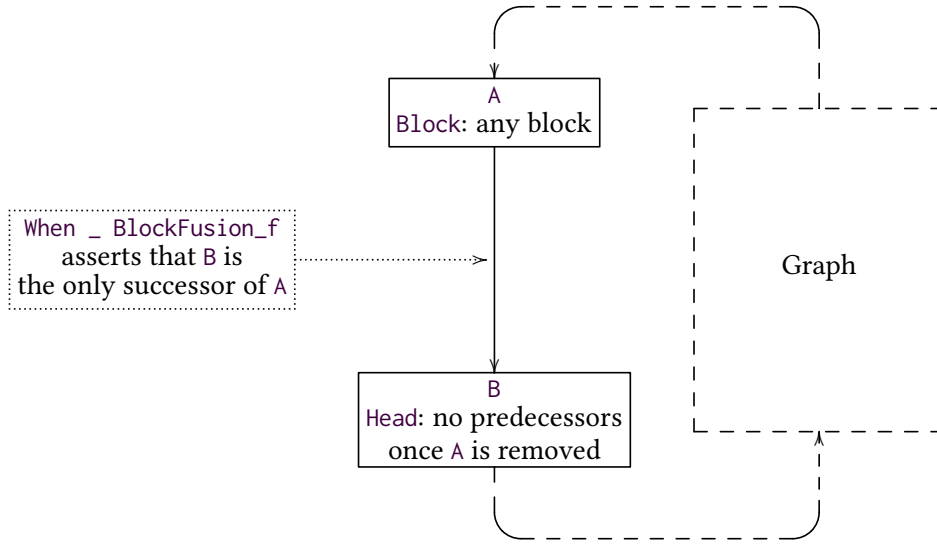 A
Block: any block
When _ BlockFusion_f
asserts that B is
the only successor of A
Graph
B
Head: no predecessors
once A is removed